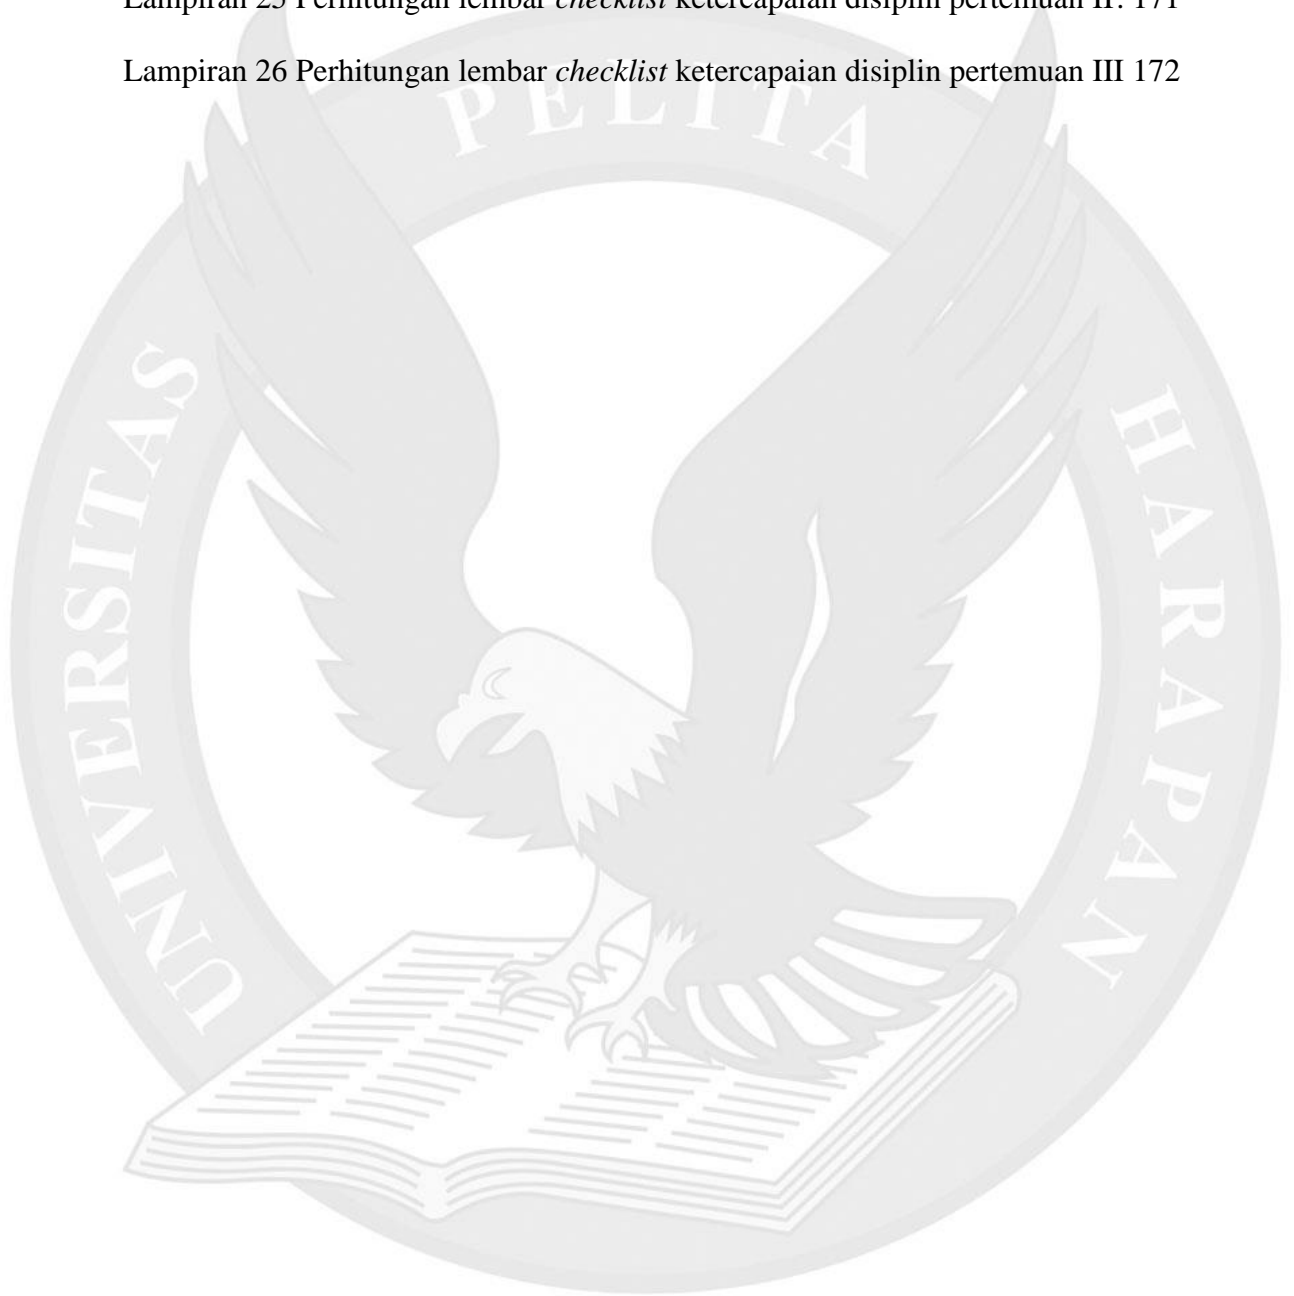 Lampiran 25 Perhitungan lembar checklist ketercapaian disiplin pertemuan II. 171
Lampiran 26 Perhitungan lembar checklist ketercapaian disiplin pertemuan III 172
UNIVERSITAS PELITA HARAPAN